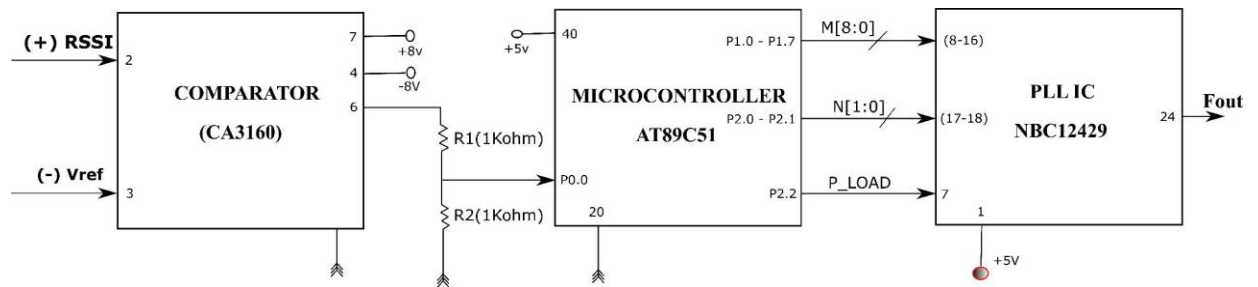 (+) RSSI
2
7
+8v
4
-8V
6
COMPARATOR
(CA3160)
(-) Vref
3
R1(1Kohm)
R2(1Kohm)
+5v
40
P1.0 - P1.7
MICROCONTROLLER
AT89C51
P2.0 - P2.1
P0.0
P2.2
20
M[8:0]
N[1:0]
P_LOAD
(8-16)
PLL IC
NBC12429
(17-18)
24
Fout
7
1
+5V